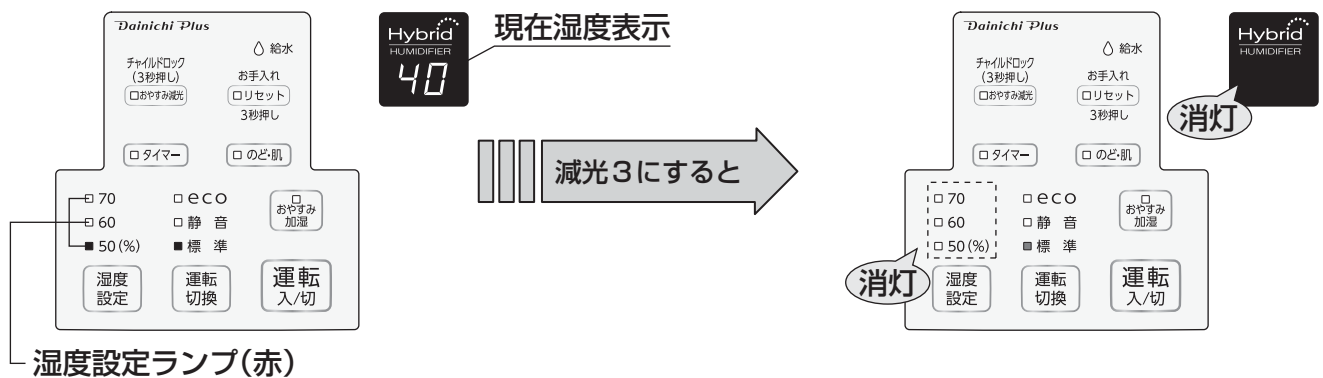 Dainichi Plus
給水
チャイルドロック
(3秒押し)
おやすみ減光
お手入れ
リセット
3秒押し
タイマー
のど・肌
70
60
50(%)
eco
静 音
標 準
おやすみ
加湿
湿度
設定
運転
切換
運転
入/切
湿度設定ランプ(赤)
Hybrid
HUMIDIFIER
40
現在湿度表示
減光3にすると
Dainichi Plus
給水
チャイルドロック
(3秒押し)
おやすみ減光
お手入れ
リセット
3秒押し
タイマー
のど・肌
70
60
50(%)
消灯
eco
静 音
標 準
おやすみ
加湿
湿度
設定
運転
切換
運転
入/切
Hybrid
HUMIDIFIER
消灯